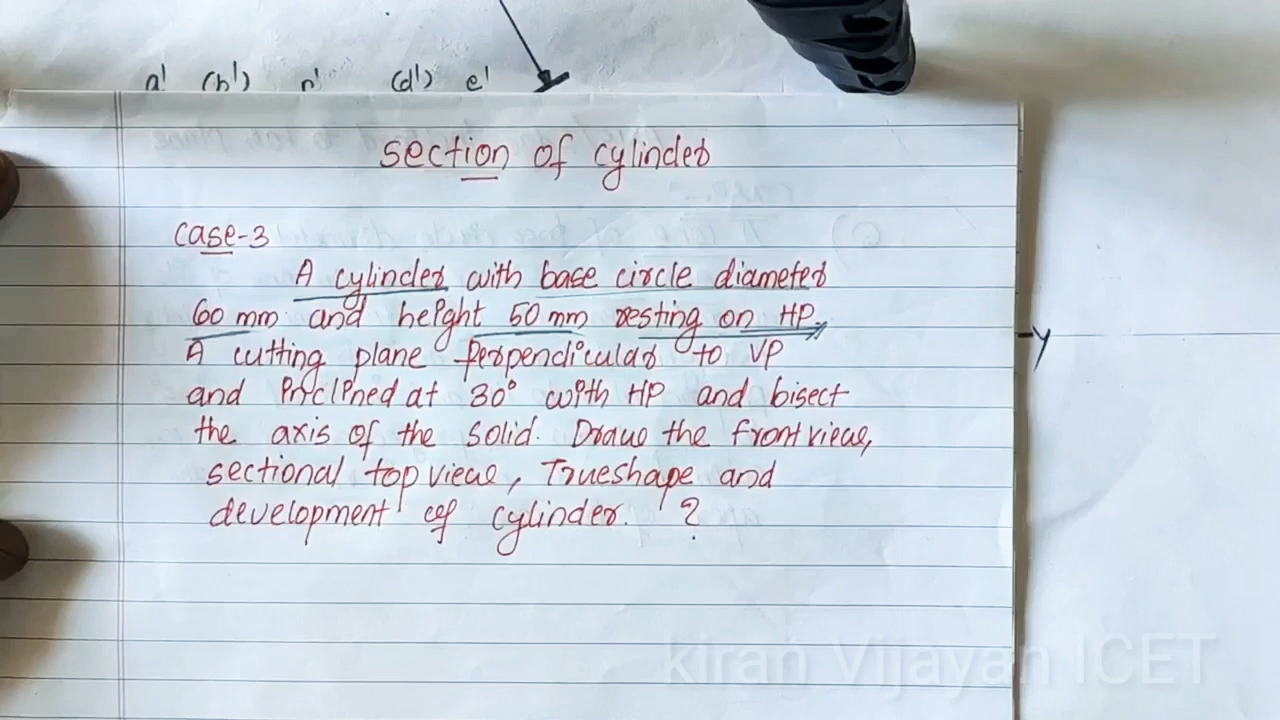 a' (b') n' (d') e'
section of cylinder
case-3
A cylinder with base circle diameter
60 mm and height 50 mm resting on HP.
A cutting plane perpendicular to VP
and inclined at 30° with HP and bisect
the axis of the solid. Draw the front view,
sectional top view, Trueshape and
development of cylinder. ?
y
kiran Vijayan ICET